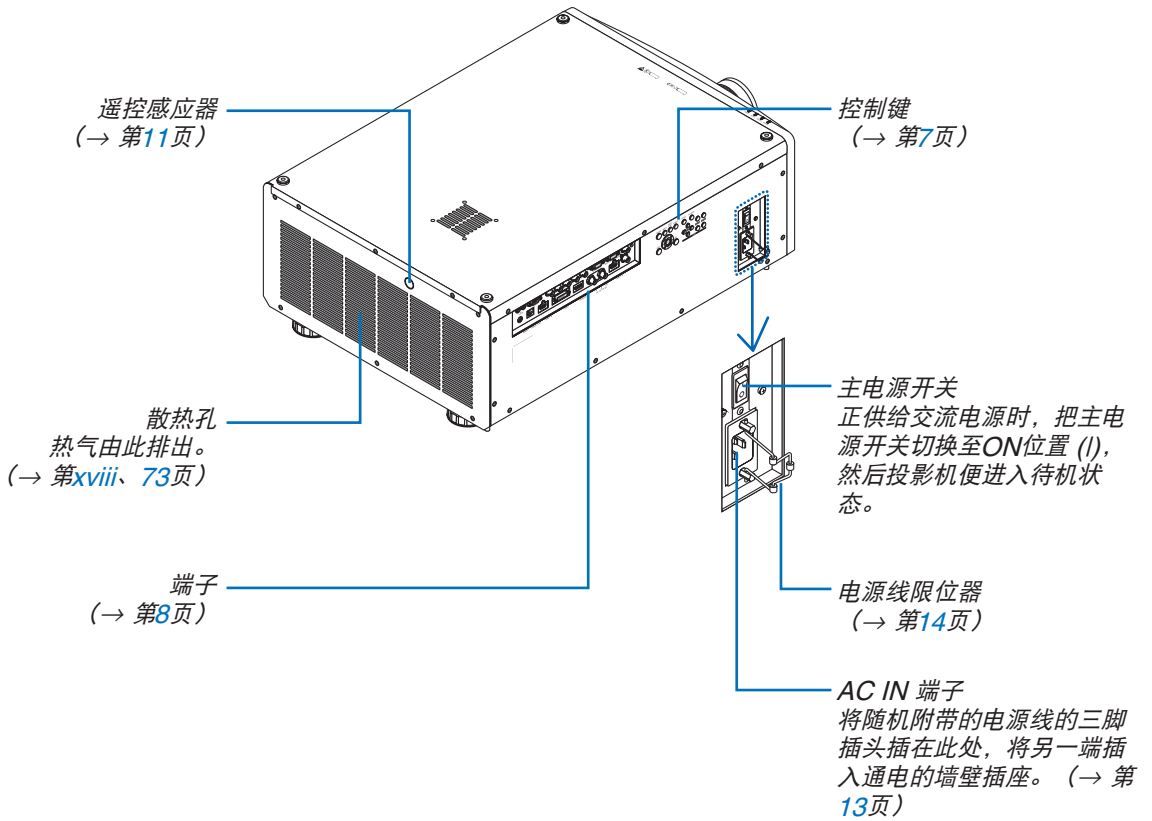 遥控感应器
（→ 第11页）
散热孔
热气由此排出。
（→ 第xviii、73页）
端子
（→ 第8页）
控制键
（→ 第7页）
主电源开关
正供给交流电源时，把主电
源开关切换至ON位置 (I)，
然后投影机便进入待机状
态。
电源线限位器
（→ 第14页）
AC IN 端子
将随机附带的电源线的三脚
插头插在此处，将另一端插
入通电的墙壁插座。（→ 第
13页）